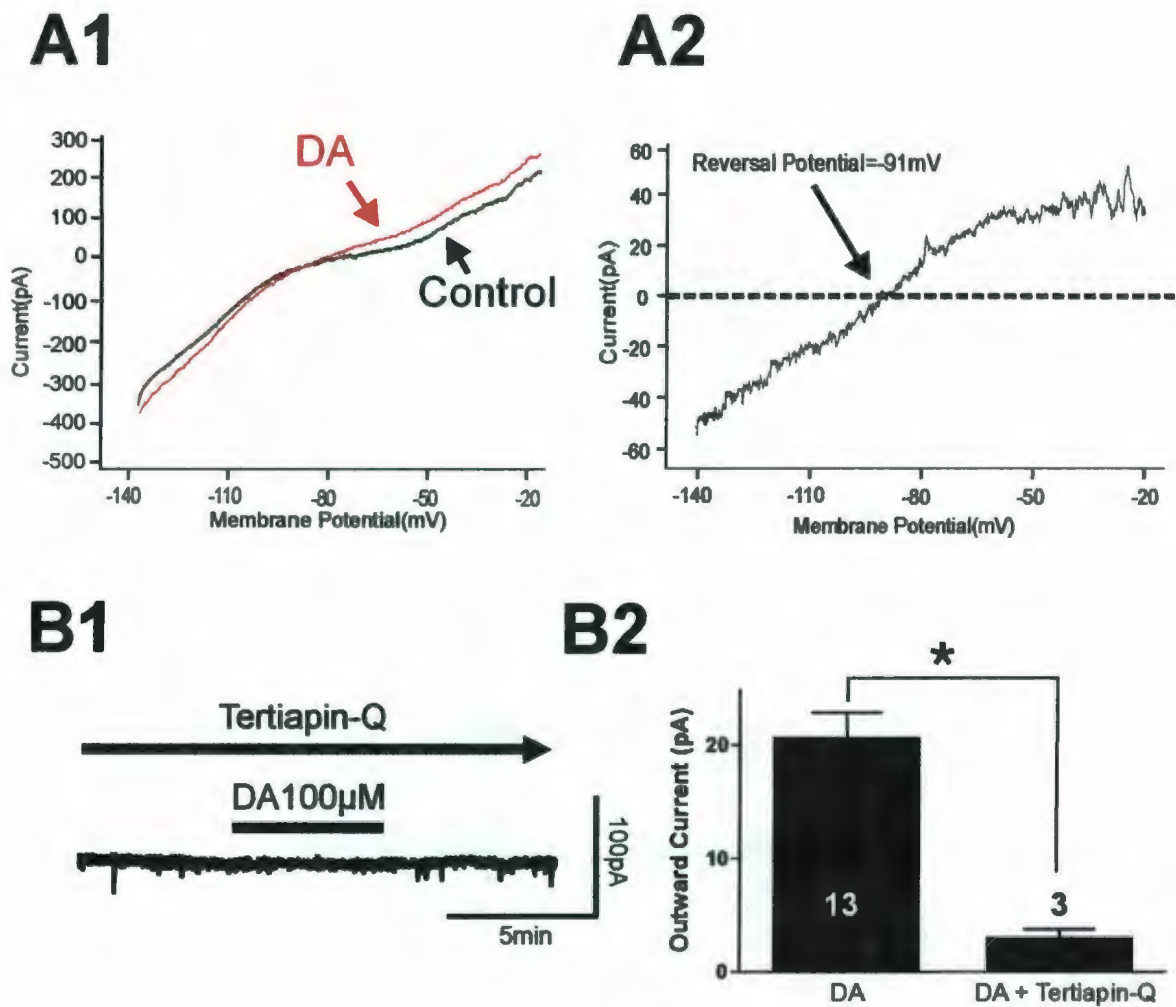 A1
300
200
100
0
-100
-200
-300
-400
-500
Current(pA)
DA
Control
-140
-110
-80
-50
-20
Membrane Potential(mV)
A2
60
40
20
0
-20
-40
-60
Current(pA)
Reversal Potential=-91mV
-140
-110
-80
-50
-20
Membrane Potential(mV)
B1
Tertiapin-Q
DA100µM
100pA
5min
B2
*
20
10
0
Outward Current (pA)
13
3
DA
DA + Tertiapin-Q